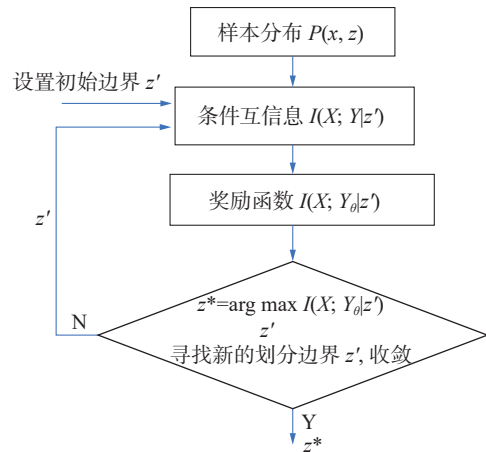 样本分布 P(x, z)
设置初始边界 z′
条件互信息 I(X; Y|z′)
奖励函数 I(X; Yθ|z′)
z′
z*=arg max I(X; Yθ|z′)
z′
寻找新的划分边界 z′, 收敛
N
Y
z*